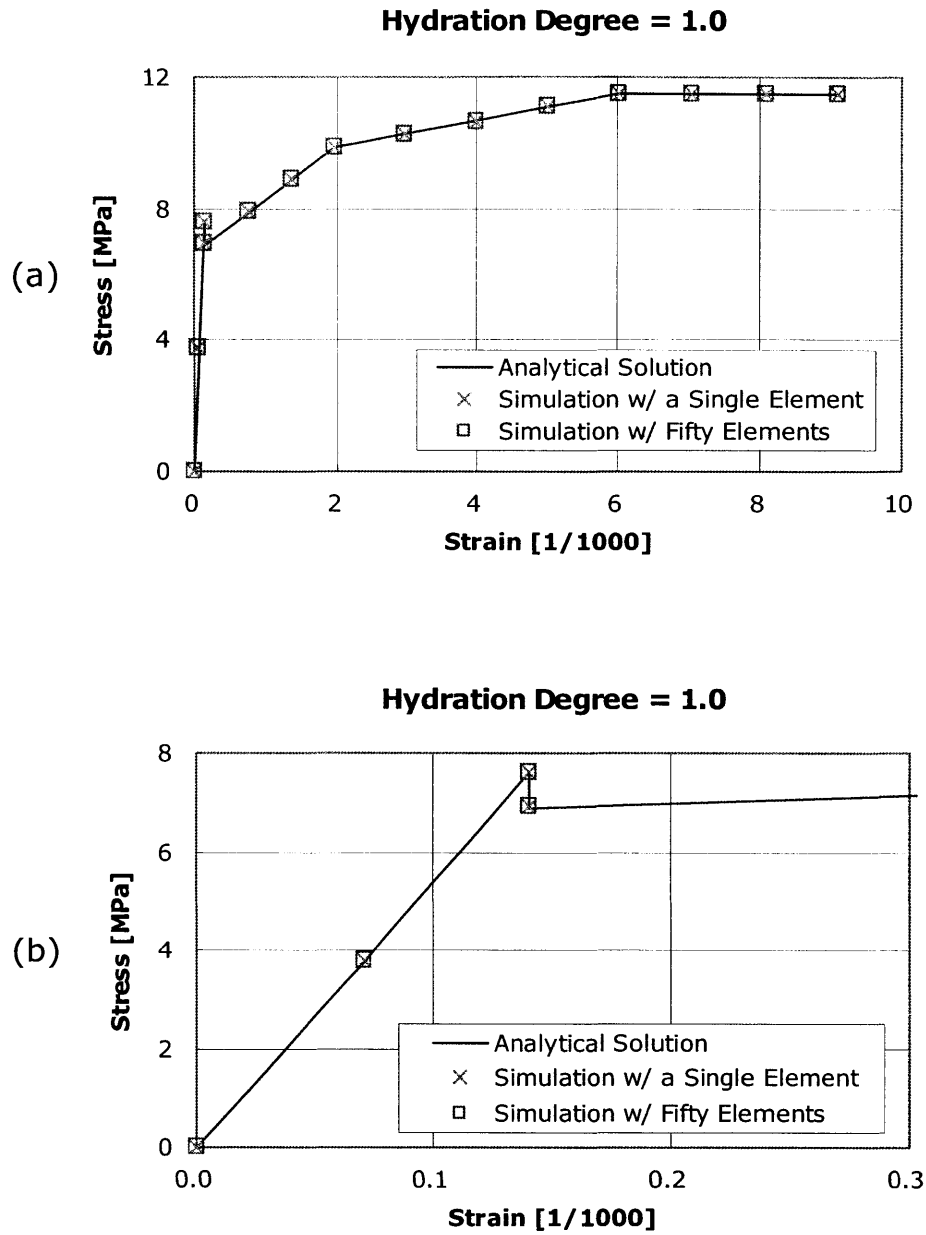 Hydration Degree = 1.0
12
8
4
0
Stress [MPa]
(a)
Analytical Solution
Simulation w/ a Single Element
Simulation w/ Fifty Elements
0 2 4 6 8 10
Strain [1/1000]
Hydration Degree = 1.0
8
6
4
2
0
Stress [MPa]
(b)
Analytical Solution
Simulation w/ a Single Element
Simulation w/ Fifty Elements
0.0 0.1 0.2 0.3
Strain [1/1000]